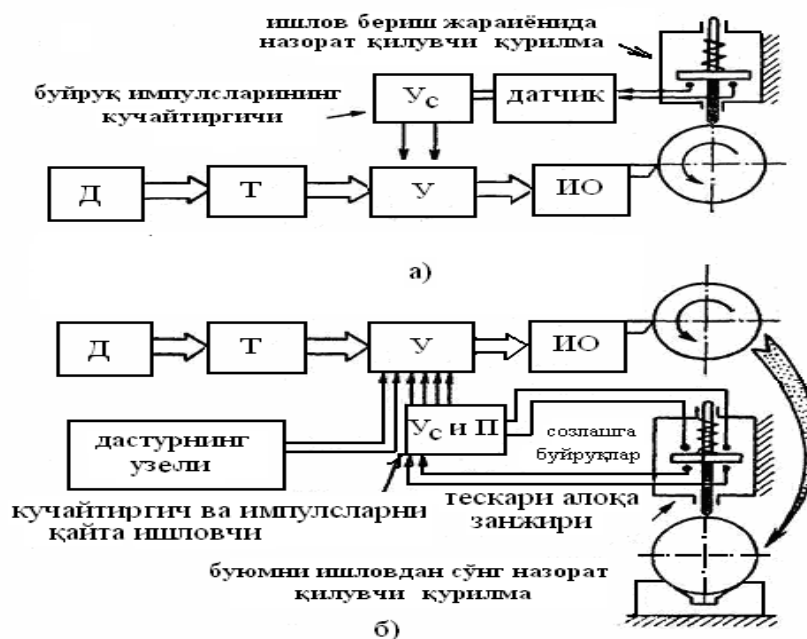 ишлов бериш жараиёнида
назорат қилувчи қурилма
буйруқ импулсларининг
кучайтиргичи
Ус
датчик
Д
Т
У
ИО
а)
Д
Т
У
ИО
дастурнинг
узели
Ус и П
созлашга
буйруқлар
кучайтиргич ва импулсларни
қайта ишловчи
тескари алоқа
занжири
буюмни ишловдан сўнг назорат
қилувчи қурилма
б)